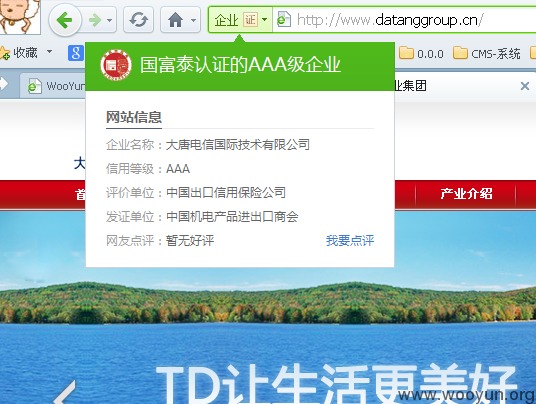 企业 证 http://www.datanggroup.cn/
收藏 0.0.0 CMS-系统
WooYun 业集团
国富泰认证的AAA级企业
网站信息
企业名称：大唐电信国际技术有限公司
信用等级：AAA
评价单位：中国出口信用保险公司
发证单位：中国机电产品进出口商会
网友点评：暂无好评 我要点评
大
首 产业介绍
TD让生活更美好
www.wooyun.org